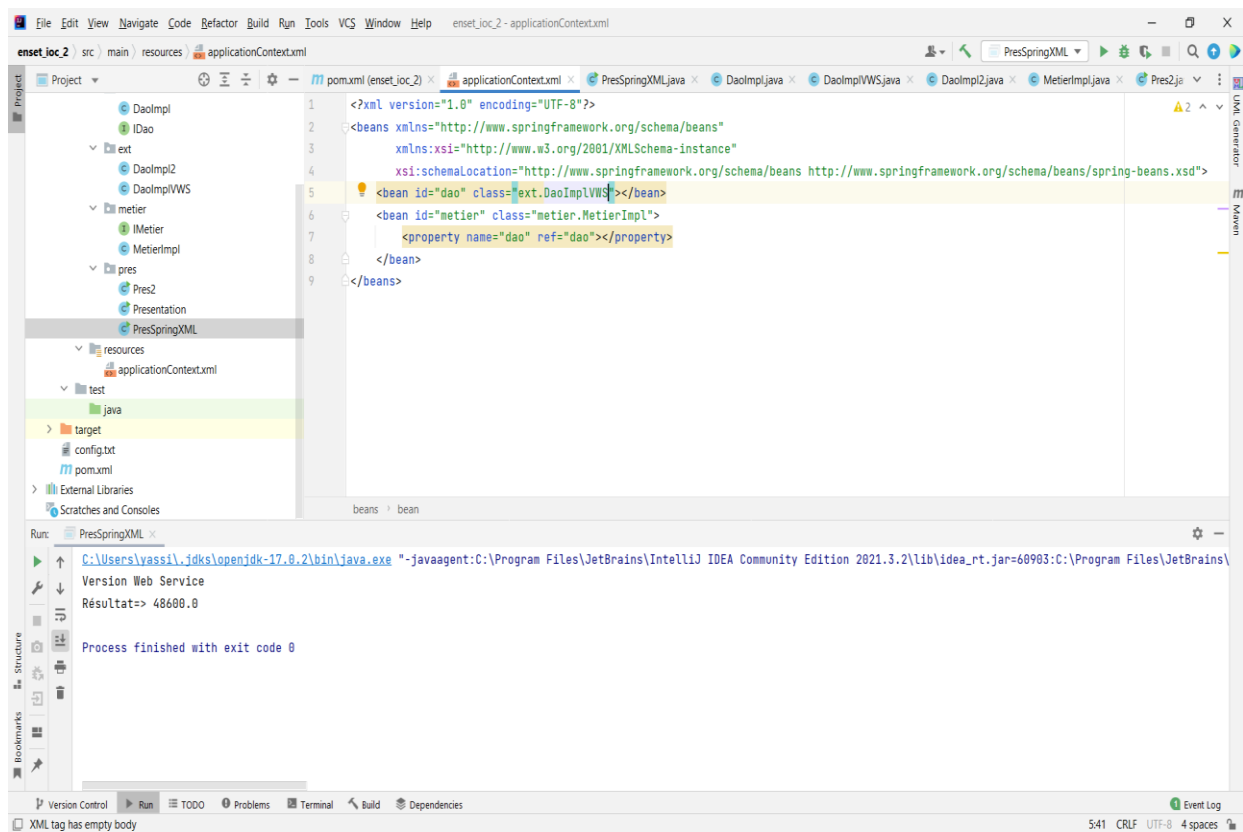 File Edit View Navigate Code Refactor Build Run Tools VCS Window Help enset_ioc_2 - applicationContext.xml
enset_ioc_2 src main resources applicationContext.xml
PresSpringXML
Project
pom.xml (enset_ioc_2) applicationContext.xml PresSpringXML.java DaoImpl.java DaoImplVWS.java DaoImpl2.java MetierImpl.java Pres2.ja
Project
DaoImpl
IDao
ext
DaoImpl2
DaoImplVWS
metier
IMetier
MetierImpl
pres
Pres2
Presentation
PresSpringXML
resources
applicationContext.xml
test
java
target
config.txt
pom.xml
External Libraries
Scratches and Consoles
1 <?xml version="1.0" encoding="UTF-8"?>
2 <beans xmlns="http://www.springframework.org/schema/beans"
3 xmlns:xsi="http://www.w3.org/2001/XMLSchema-instance"
4 xsi:schemaLocation="http://www.springframework.org/schema/beans http://www.springframework.org/schema/beans/spring-beans.xsd">
5 <bean id="dao" class="ext.DaoImplVWS"></bean>
6 <bean id="metier" class="metier.MetierImpl">
7 <property name="dao" ref="dao"></property>
8 </bean>
9 </beans>
2
UML Generator
Maven
beans bean
Run: PresSpringXML
C:\Users\yassi\.jdks\openjdk-17.0.2\bin\java.exe "-javaagent:C:\Program Files\JetBrains\IntelliJ IDEA Community Edition 2021.3.2\lib\idea_rt.jar=60903:C:\Program Files\JetBrains\
Version Web Service
Résultat=> 48600.0
Process finished with exit code 0
Structure
Bookmarks
Version Control Run TODO Problems Terminal Build Dependencies
1 Event Log
XML tag has empty body
5:41 CRLF UTF-8 4 spaces